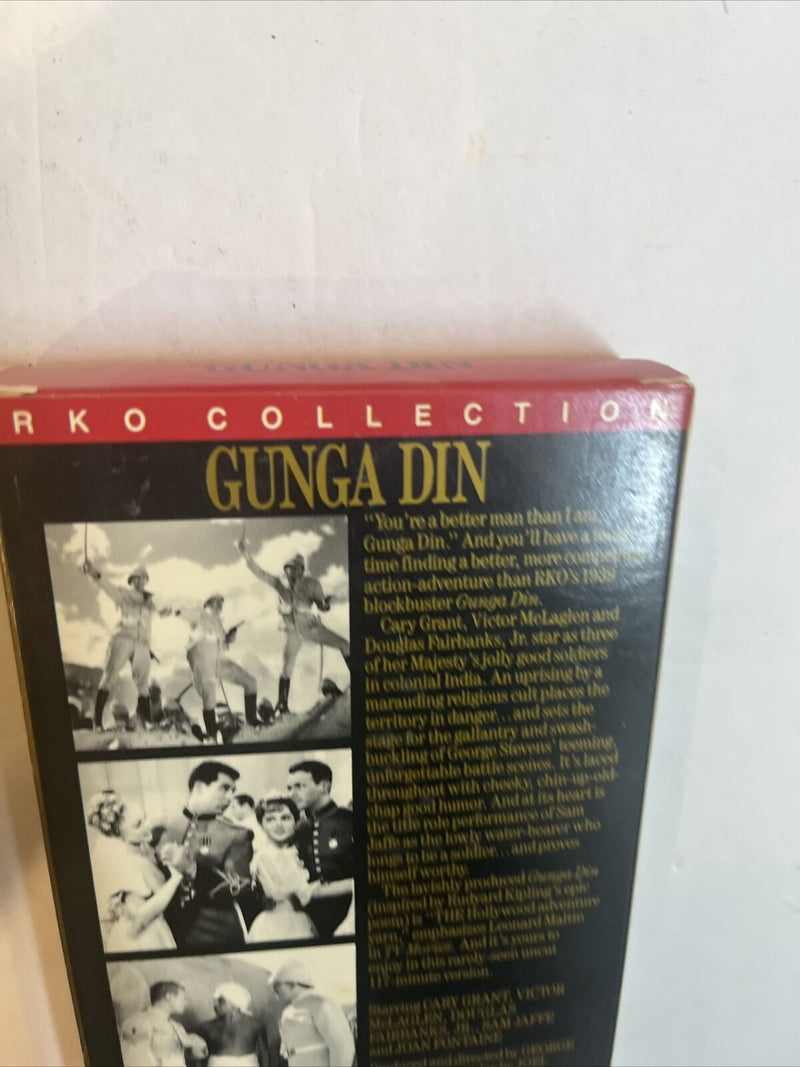 GUNGA DIN
RKO COLLECTION
GUNGA DIN
"You're a better man than I am
Gunga Din." And you'll have a
time finding a better, more
action-adventure than RKO's 1939
blockbuster Gunga Din.
Cary Grant, Victor McLaglen and
Douglas Fairbanks, Jr. star as three
of her Majesty's jolly good soldiers
in colonial India. An uprising by a
marauding religious cult places the
territory in danger...and sets the
stage for the gallantry and swash-
buckling of George Stevens' teeming,
unforgettable battle scenes. It's laced
throughout with cheeky, chin-up-old-
chap good humor. And at its heart is
the title role performance of Sam
Jaffe as the lowly water-bearer who
longs to be a soldier...and proves
himself worthy.
The lavishly produced Gunga Din
(inspired by Rudyard Kipling's epic
poem) is "THE Hollywood adventure
yarn," emphasizes Leonard Maltin
in TV Movies. And it's yours to
enjoy in this rarely-seen uncut
117-minute version.
Starring CARY GRANT, VICTOR
McLAGLEN, DOUGLAS
FAIRBANKS, JR., SAM JAFFE
and JOAN FONTAINE
Produced and directed by GEORGE
JOEL